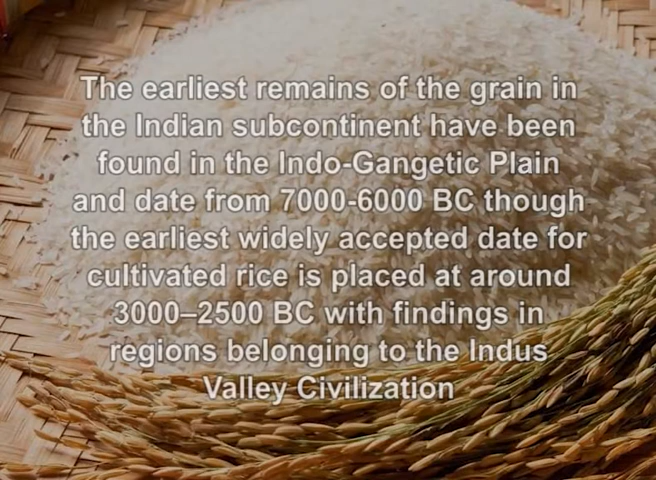 The earliest remains of the grain in
the Indian subcontinent have been
found in the Indo-Gangetic Plain
and date from 7000-6000 BC though
the earliest widely accepted date for
cultivated rice is placed at around
3000–2500 BC with findings in
regions belonging to the Indus
Valley Civilization